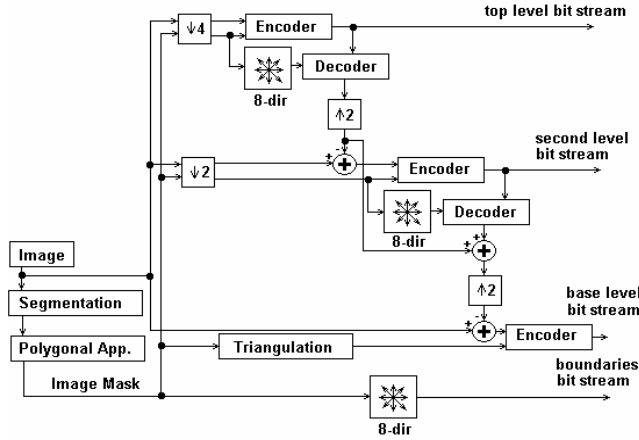 top level bit stream
↓4
Encoder
8-dir
Decoder
↑2
-
+
+
second level
bit stream
↓2
Encoder
8-dir
Decoder
+
+
+
Image
↑2
Segmentation
base level
bit stream
-
+
+
Polygonal App.
Triangulation
Encoder
boundaries
bit stream
Image Mask
8-dir